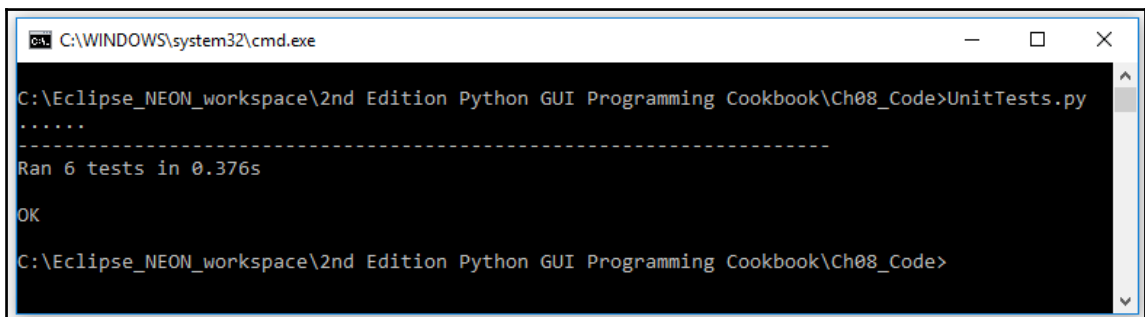 C:\WINDOWS\system32\cmd.exe
C:\Eclipse_NEON_workspace\2nd Edition Python GUI Programming Cookbook\Ch08_Code>UnitTests.py
......
----------------------------------------------------------------------
Ran 6 tests in 0.376s
OK
C:\Eclipse_NEON_workspace\2nd Edition Python GUI Programming Cookbook\Ch08_Code>